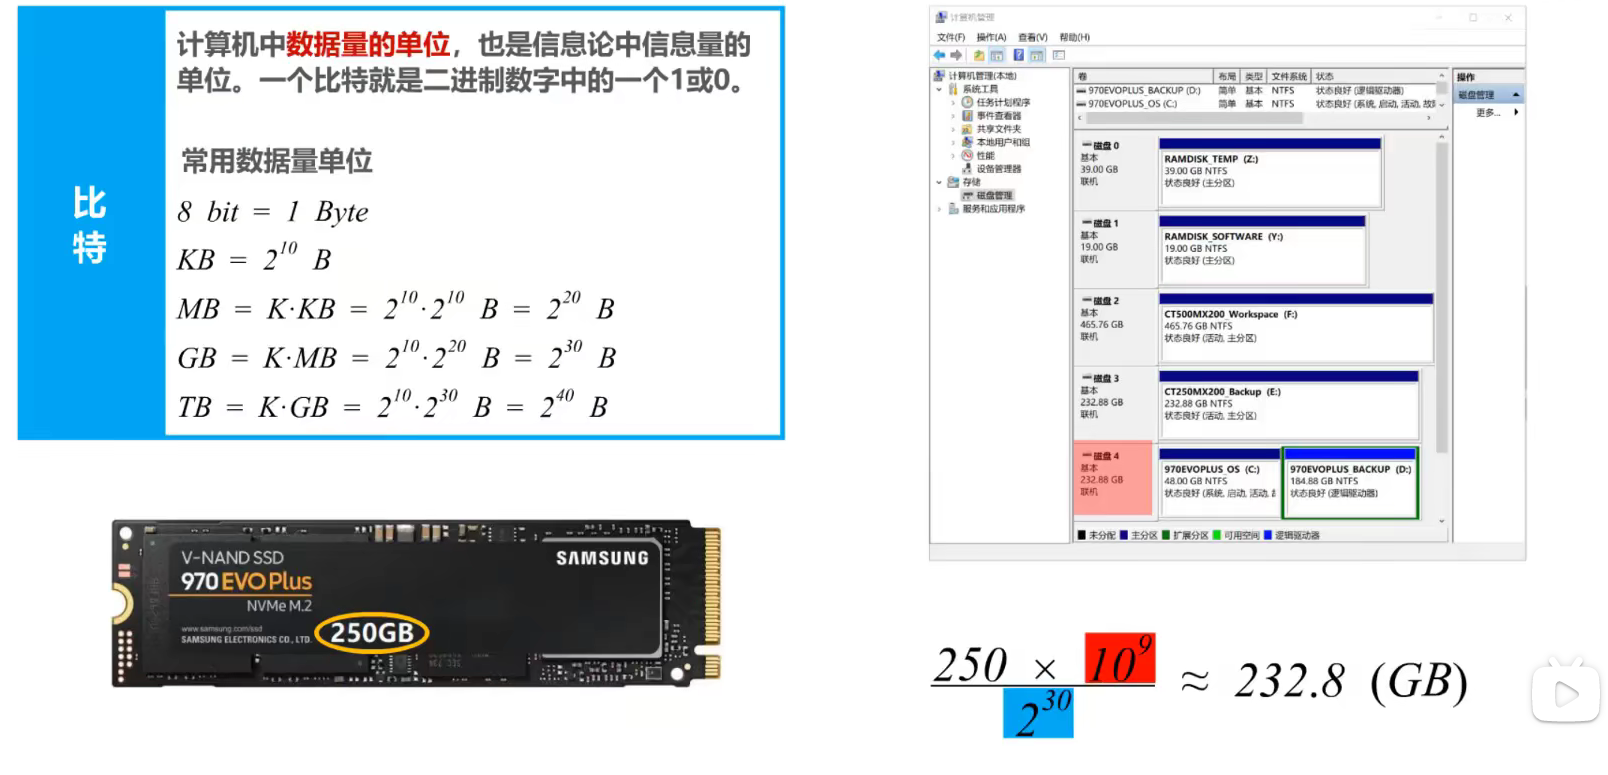 比
特
计算机中数据量的单位，也是信息论中信息量的
单位。一个比特就是二进制数字中的一个1或0。
常用数据量单位
8 bit = 1 Byte
KB = 2^10 B
MB = K·KB = 2^10·2^10 B = 2^20 B
GB = K·MB = 2^10·2^20 B = 2^30 B
TB = K·GB = 2^10·2^30 B = 2^40 B
V-NAND SSD
970 EVO Plus
NVMe M.2
www.samsung.com/ssd
SAMSUNG ELECTRONICS CO., LTD.
250GB
SAMSUNG
计算机管理
文件(F) 操作(A) 查看(V) 帮助(H)
计算机管理(本地)
系统工具
任务计划程序
事件查看器
共享文件夹
本地用户和组
性能
设备管理器
存储
磁盘管理
服务和应用程序
卷 布局 类型 文件系统 状态
970EVOPLUS_BACKUP (D:) 简单 基本 NTFS 状态良好 (逻辑驱动器)
970EVOPLUS_OS (C:) 简单 基本 NTFS 状态良好 (系统, 启动, 活动, 故
操作
磁盘管理
更多...
磁盘 0
基本
39.00 GB
联机
RAMDISK_TEMP (Z:)
39.00 GB NTFS
状态良好 (主分区)
磁盘 1
基本
19.00 GB
联机
RAMDISK_SOFTWARE (Y:)
19.00 GB NTFS
状态良好 (主分区)
磁盘 2
基本
465.76 GB
联机
CT500MX200_Workspace (F:)
465.76 GB NTFS
状态良好 (活动, 主分区)
磁盘 3
基本
232.88 GB
联机
CT250MX200_Backup (E:)
232.88 GB NTFS
状态良好 (活动, 主分区)
磁盘 4
基本
232.88 GB
联机
970EVOPLUS_OS (C:)
48.00 GB NTFS
状态良好 (系统, 启动, 活动,
970EVOPLUS_BACKUP (D:)
184.88 GB NTFS
状态良好 (逻辑驱动器)
未分配 主分区 扩展分区 可用空间 逻辑驱动器
250 × 10^9
2^30
≈ 232.8 (GB)